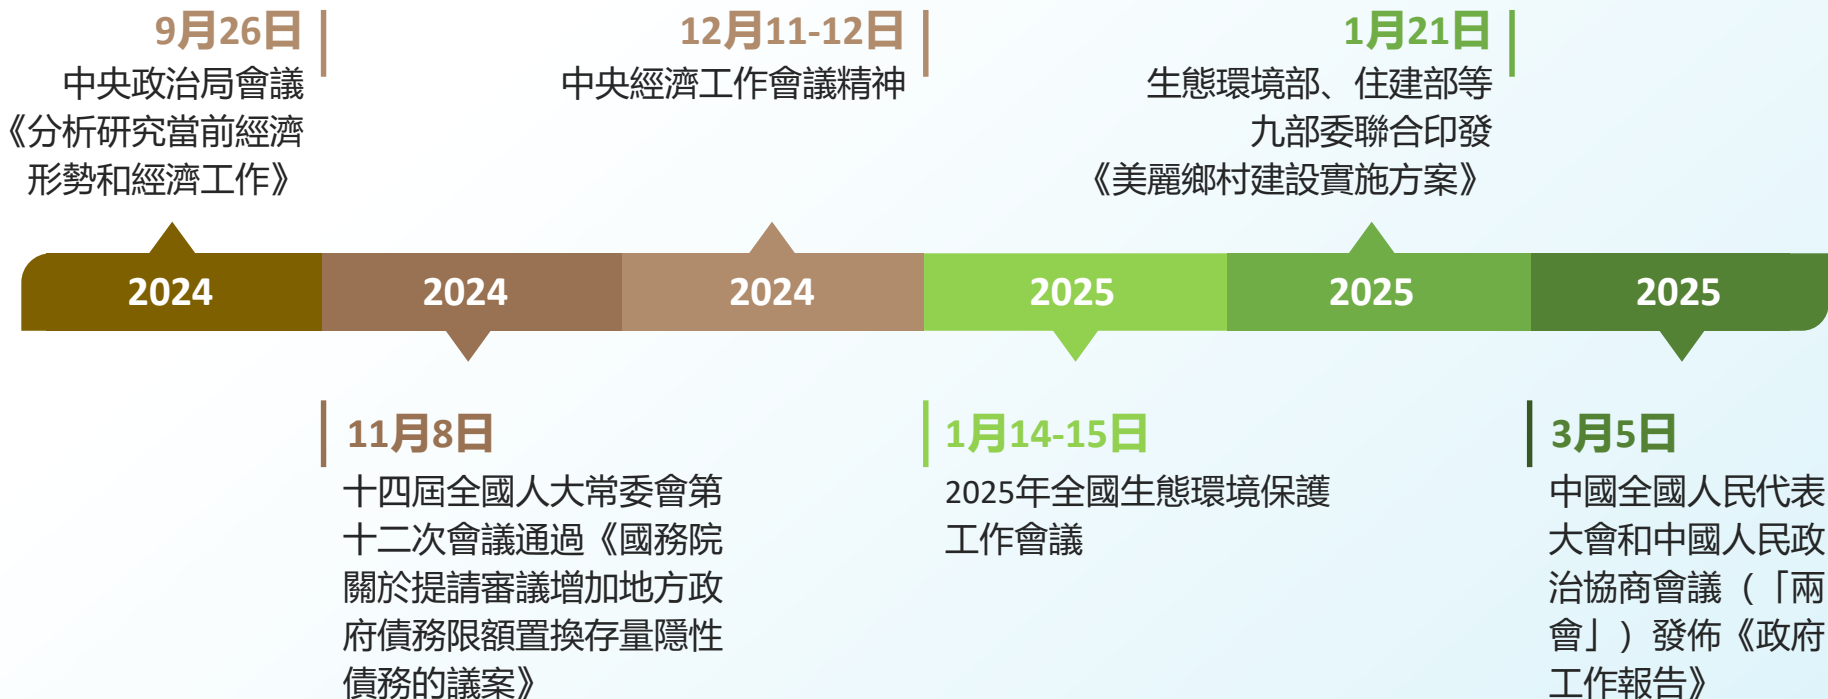 9月26日
中央政治局會議
《分析研究當前經濟
形勢和經濟工作》
12月11-12日
中央經濟工作會議精神
1月21日
生態環境部、住建部等
九部委聯合印發
《美麗鄉村建設實施方案》
2024
2024
2024
2025
2025
2025
11月8日
十四屆全國人大常委會第
十二次會議通過《國務院
關於提請審議增加地方政
府債務限額置換存量隱性
債務的議案》
1月14-15日
2025年全國生態環境保護
工作會議
3月5日
中國全國人民代表
大會和中國人民政
治協商會議（「兩
會」）發佈《政府
工作報告》